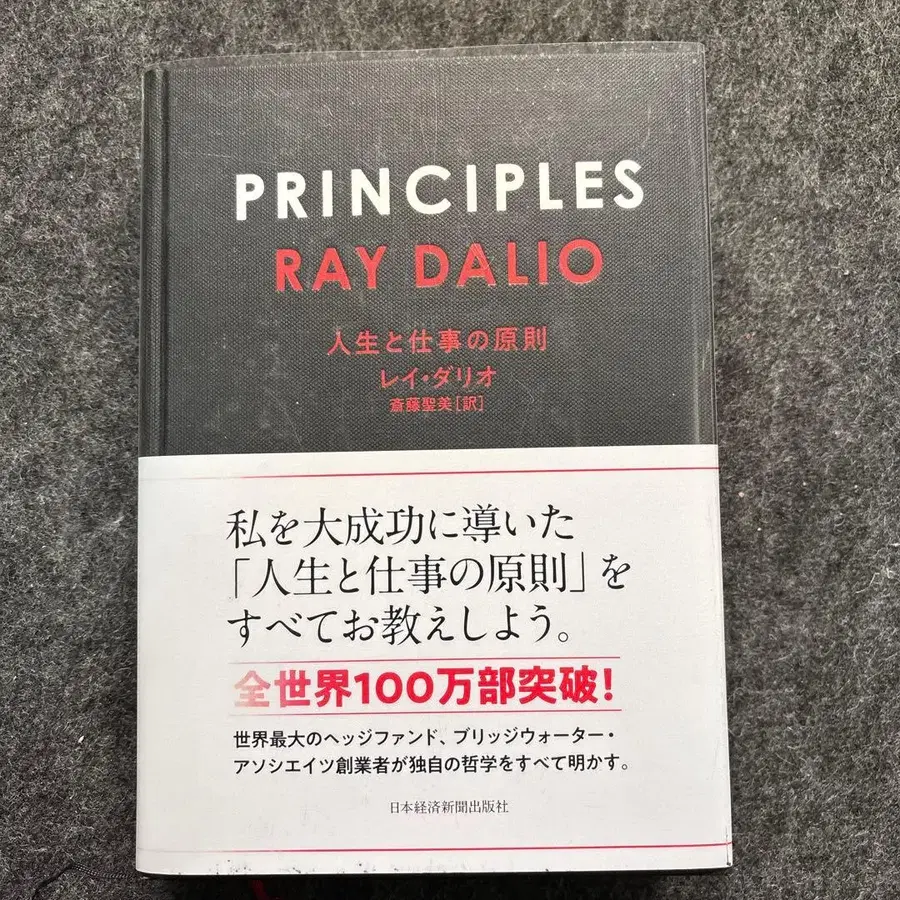 PRINCIPLES
RAY DALIO
人生と仕事の原則
レイ・ダリオ
斎藤聖美[訳]
私を大成功に導いた
「人生と仕事の原則」を
すべてお教えしよう。
全世界100万部突破!
世界最大のヘッジファンド、ブリッジウォーター・
アソシエイツ創業者が独自の哲学をすべて明かす。
日本経済新聞出版社